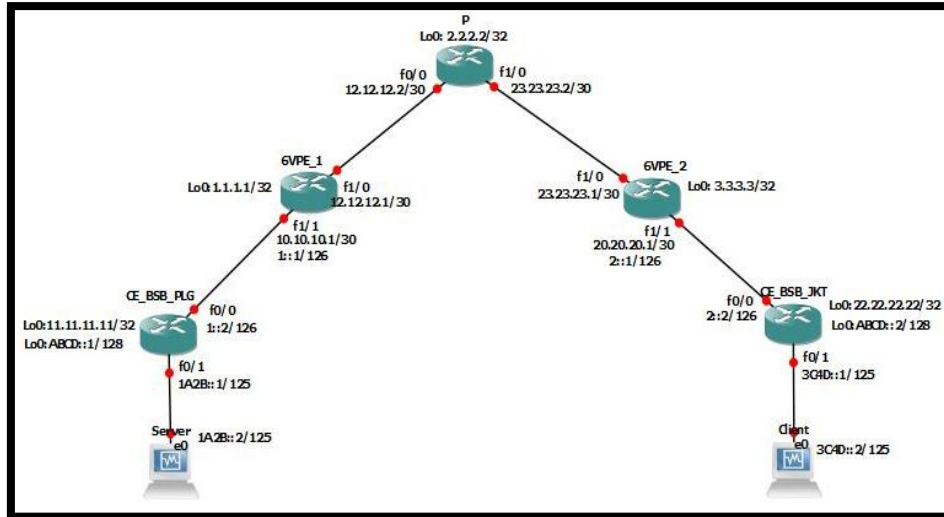 P
Lo0: 2.2.2.2/32
f0/0
12.12.12.2/30
f1/0
23.23.23.2/30
6VPE_1
Lo0:1.1.1.1/32
f1/0
12.12.12.1/30
f1/1
10.10.10.1/30
1::1/126
6VPE_2
f1/0
23.23.23.1/30
Lo0: 3.3.3.3/32
f1/1
20.20.20.1/30
2::1/126
CE_BSB_PLG
f0/0
1::2/126
Lo0:11.11.11.11/32
Lo0:ABCD::1/128
f0/1
1A2B::1/125
Server
e0
1A2B::2/125
CE_BSB_JKT
f0/0
2::2/126
Lo0:22.22.22.22/32
Lo0:ABCD::2/128
f0/1
3C4D::1/125
Client
e0
3C4D::2/125